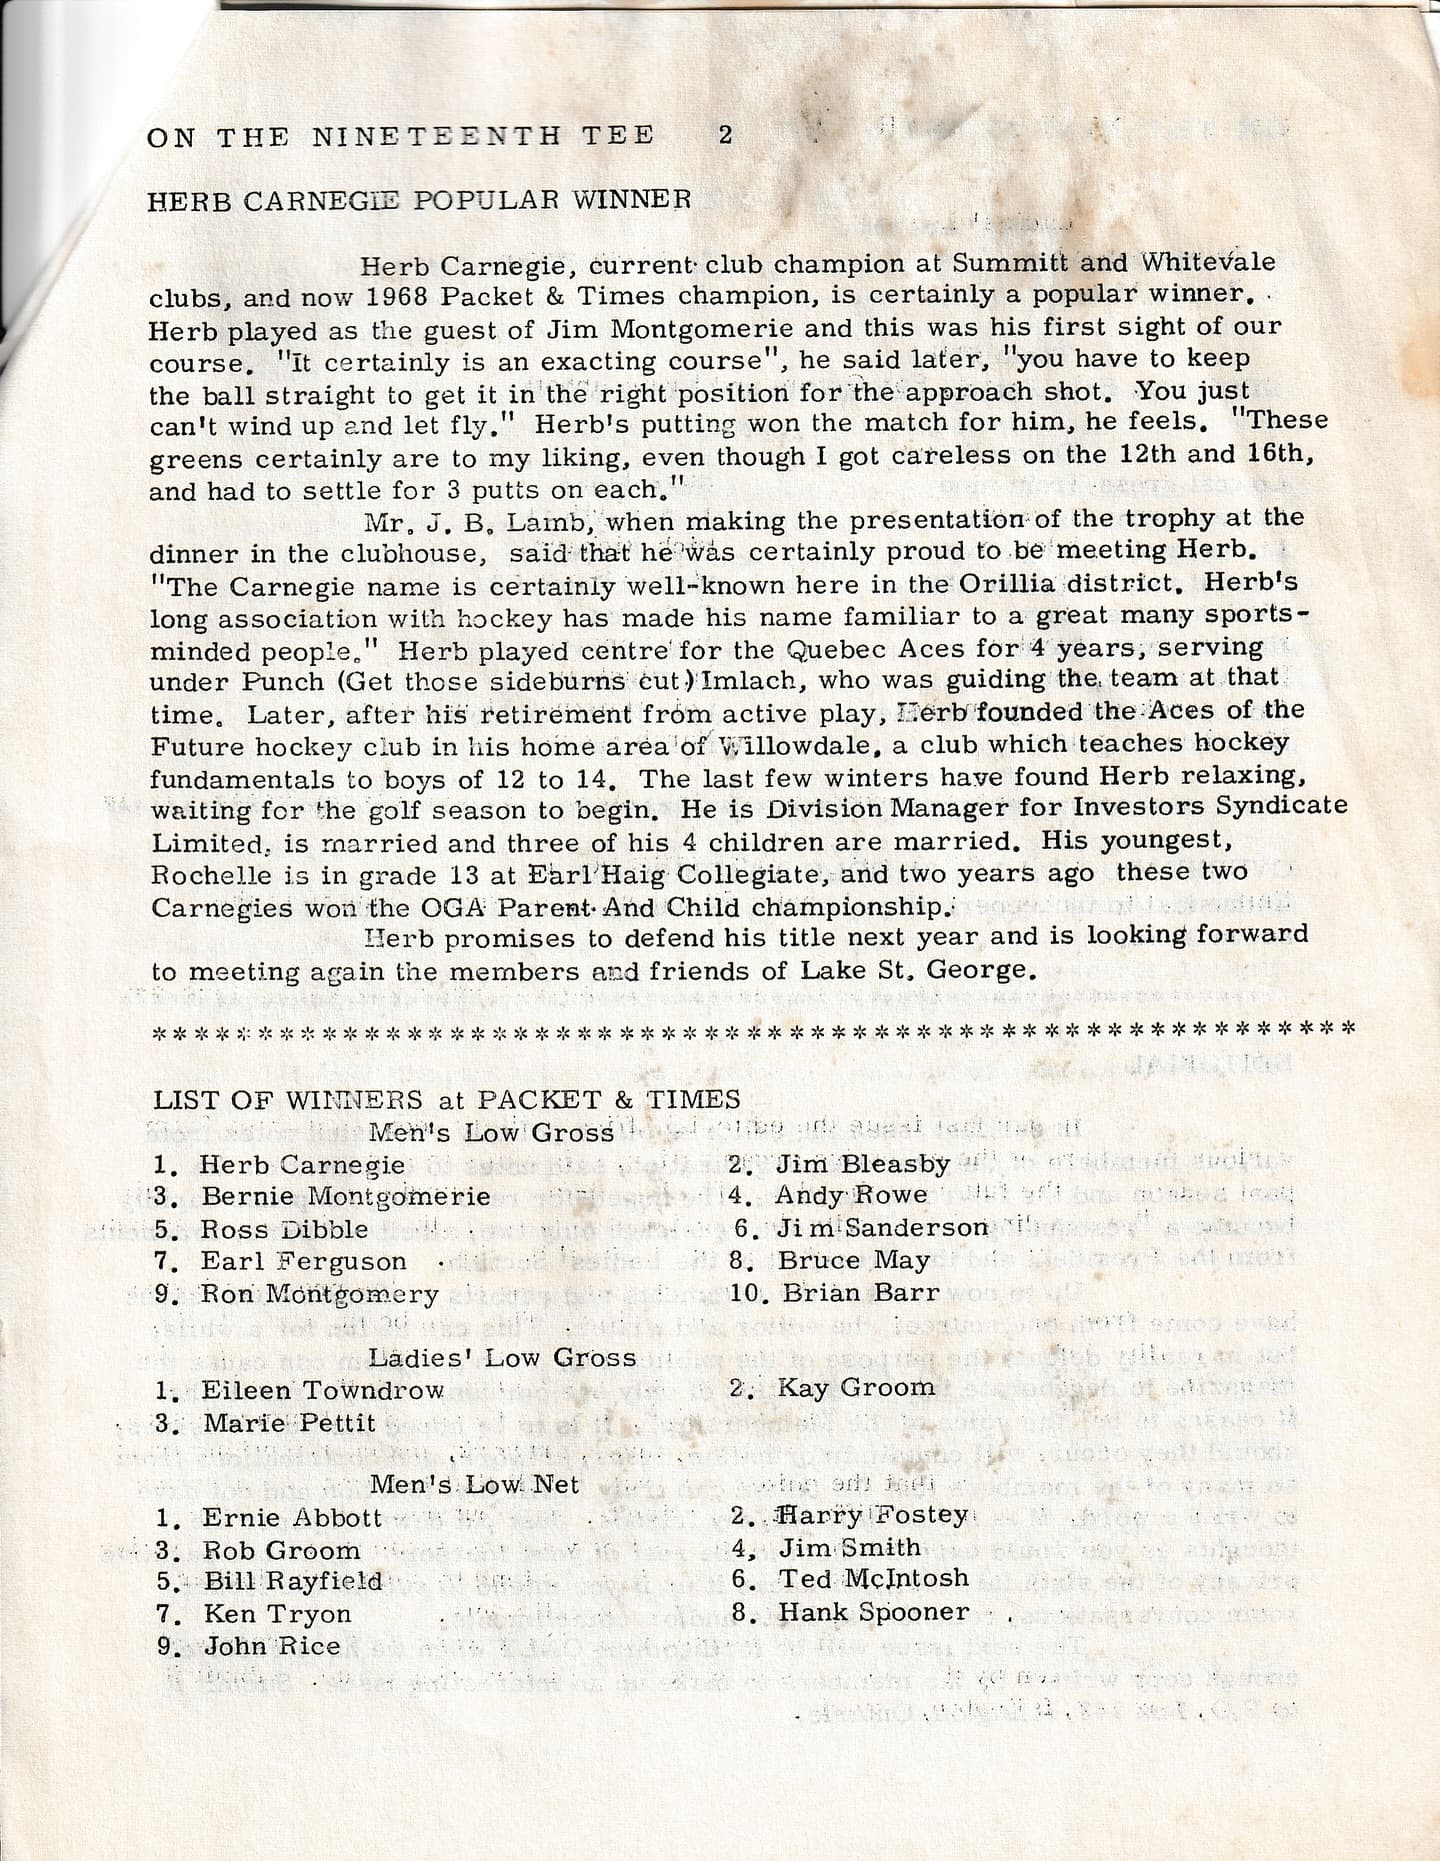 ON THE NINETEENTH TEE 2
HERB CARNEGIE POPULAR WINNER
Herb Carnegie, current club champion at Summitt and Whitevale
clubs, and now 1968 Packet & Times champion, is certainly a popular winner.
Herb played as the guest of Jim Montgomerie and this was his first sight of our
course. "It certainly is an exacting course", he said later, "you have to keep
the ball straight to get it in the right position for the approach shot. You just
can't wind up and let fly." Herb's putting won the match for him, he feels. "These
greens certainly are to my liking, even though I got careless on the 12th and 16th,
and had to settle for 3 putts on each."
Mr. J. B. Lamb, when making the presentation of the trophy at the
dinner in the clubhouse, said that he was certainly proud to be meeting Herb.
"The Carnegie name is certainly well-known here in the Orillia district. Herb's
long association with hockey has made his name familiar to a great many sports-
minded people." Herb played centre for the Quebec Aces for 4 years, serving
under Punch (Get those sideburns cut) Imlach, who was guiding the team at that
time. Later, after his retirement from active play, Herb founded the Aces of the
Future hockey club in his home area of Willowdale, a club which teaches hockey
fundamentals to boys of 12 to 14. The last few winters have found Herb relaxing,
waiting for the golf season to begin. He is Division Manager for Investors Syndicate
Limited, is married and three of his 4 children are married. His youngest,
Rochelle is in grade 13 at Earl Haig Collegiate, and two years ago these two
Carnegies won the OGA Parent And Child championship.
Herb promises to defend his title next year and is looking forward
to meeting again the members and friends of Lake St. George.
*********************************************************
LIST OF WINNERS at PACKET & TIMES
Men's Low Gross
1. Herb Carnegie 2. Jim Bleasby
3. Bernie Montgomerie 4. Andy Rowe
5. Ross Dibble 6. Jim Sanderson
7. Earl Ferguson 8. Bruce May
9. Ron Montgomery 10. Brian Barr
Ladies' Low Gross
1. Eileen Towndrow 2. Kay Groom
3. Marie Pettit
Men's Low Net
1. Ernie Abbott 2. Harry Fostey
3. Rob Groom 4, Jim Smith
5. Bill Rayfield 6. Ted McIntosh
7. Ken Tryon 8. Hank Spooner
9. John Rice